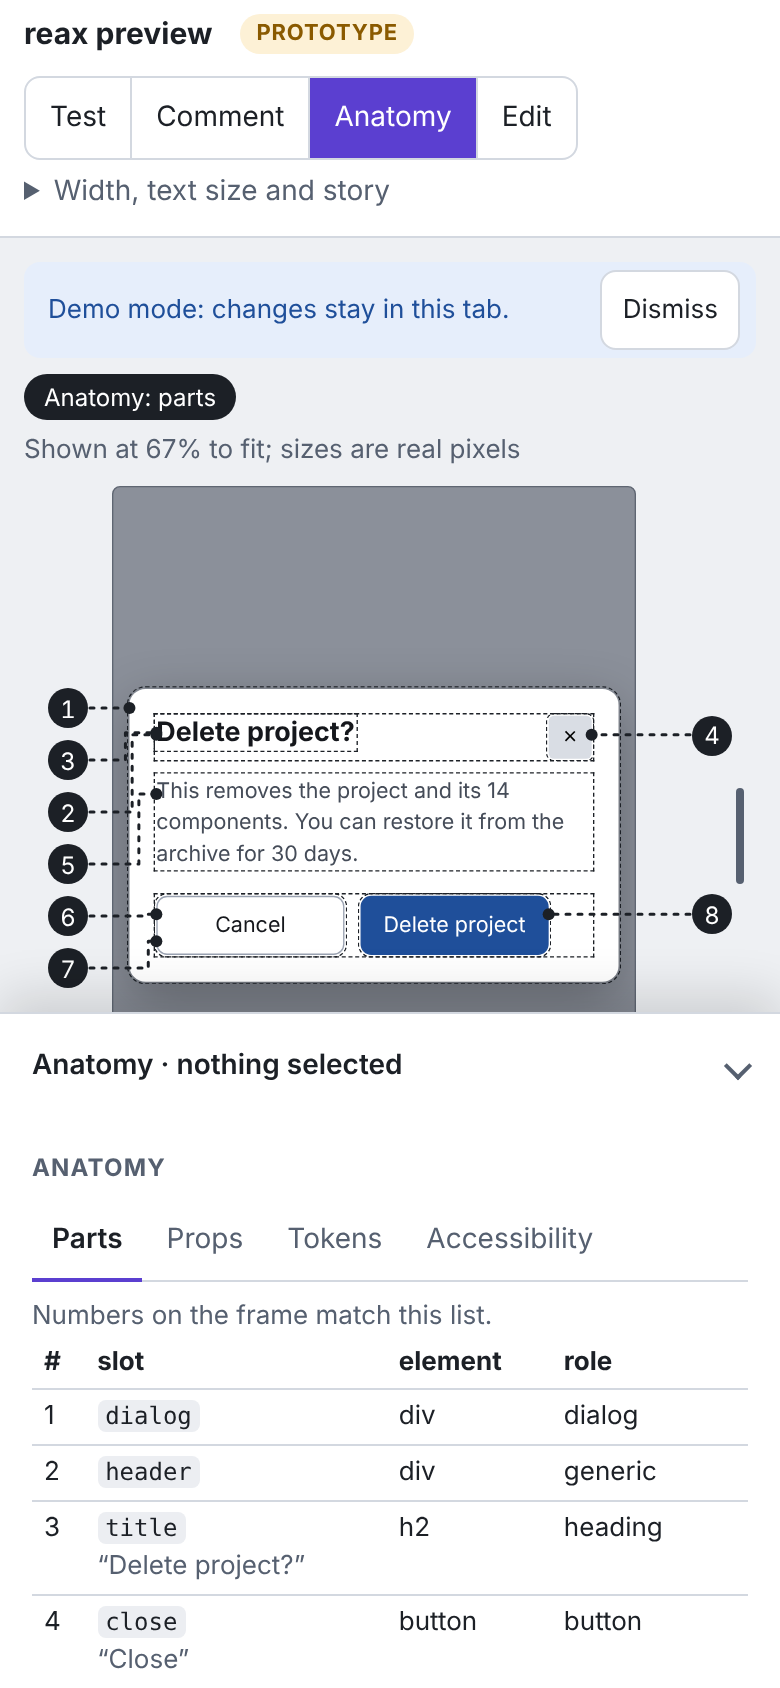 reax preview PROTOTYPE
Test Comment Anatomy Edit
Width, text size and story
Demo mode: changes stay in this tab. Dismiss
Anatomy: parts
Shown at 67% to fit; sizes are real pixels
1
Delete project? × 4
3
This removes the project and its 14
2 components. You can restore it from the
archive for 30 days.
5
6 Cancel Delete project 8
7
Anatomy · nothing selected
ANATOMY
Parts Props Tokens Accessibility
Numbers on the frame match this list.
# slot element role
1 dialog div dialog
2 header div generic
3 title h2 heading
“Delete project?”
4 close button button
“Close”